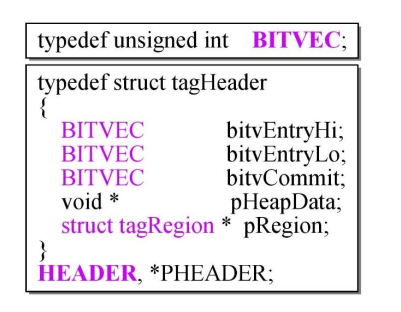 typedef unsigned int BITVEC;
typedef struct tagHeader
{
BITVEC bitvEntryHi;
BITVEC bitvEntryLo;
BITVEC bitvCommit;
void * pHeapData;
struct tagRegion * pRegion;
}
HEADER, *PHEADER;